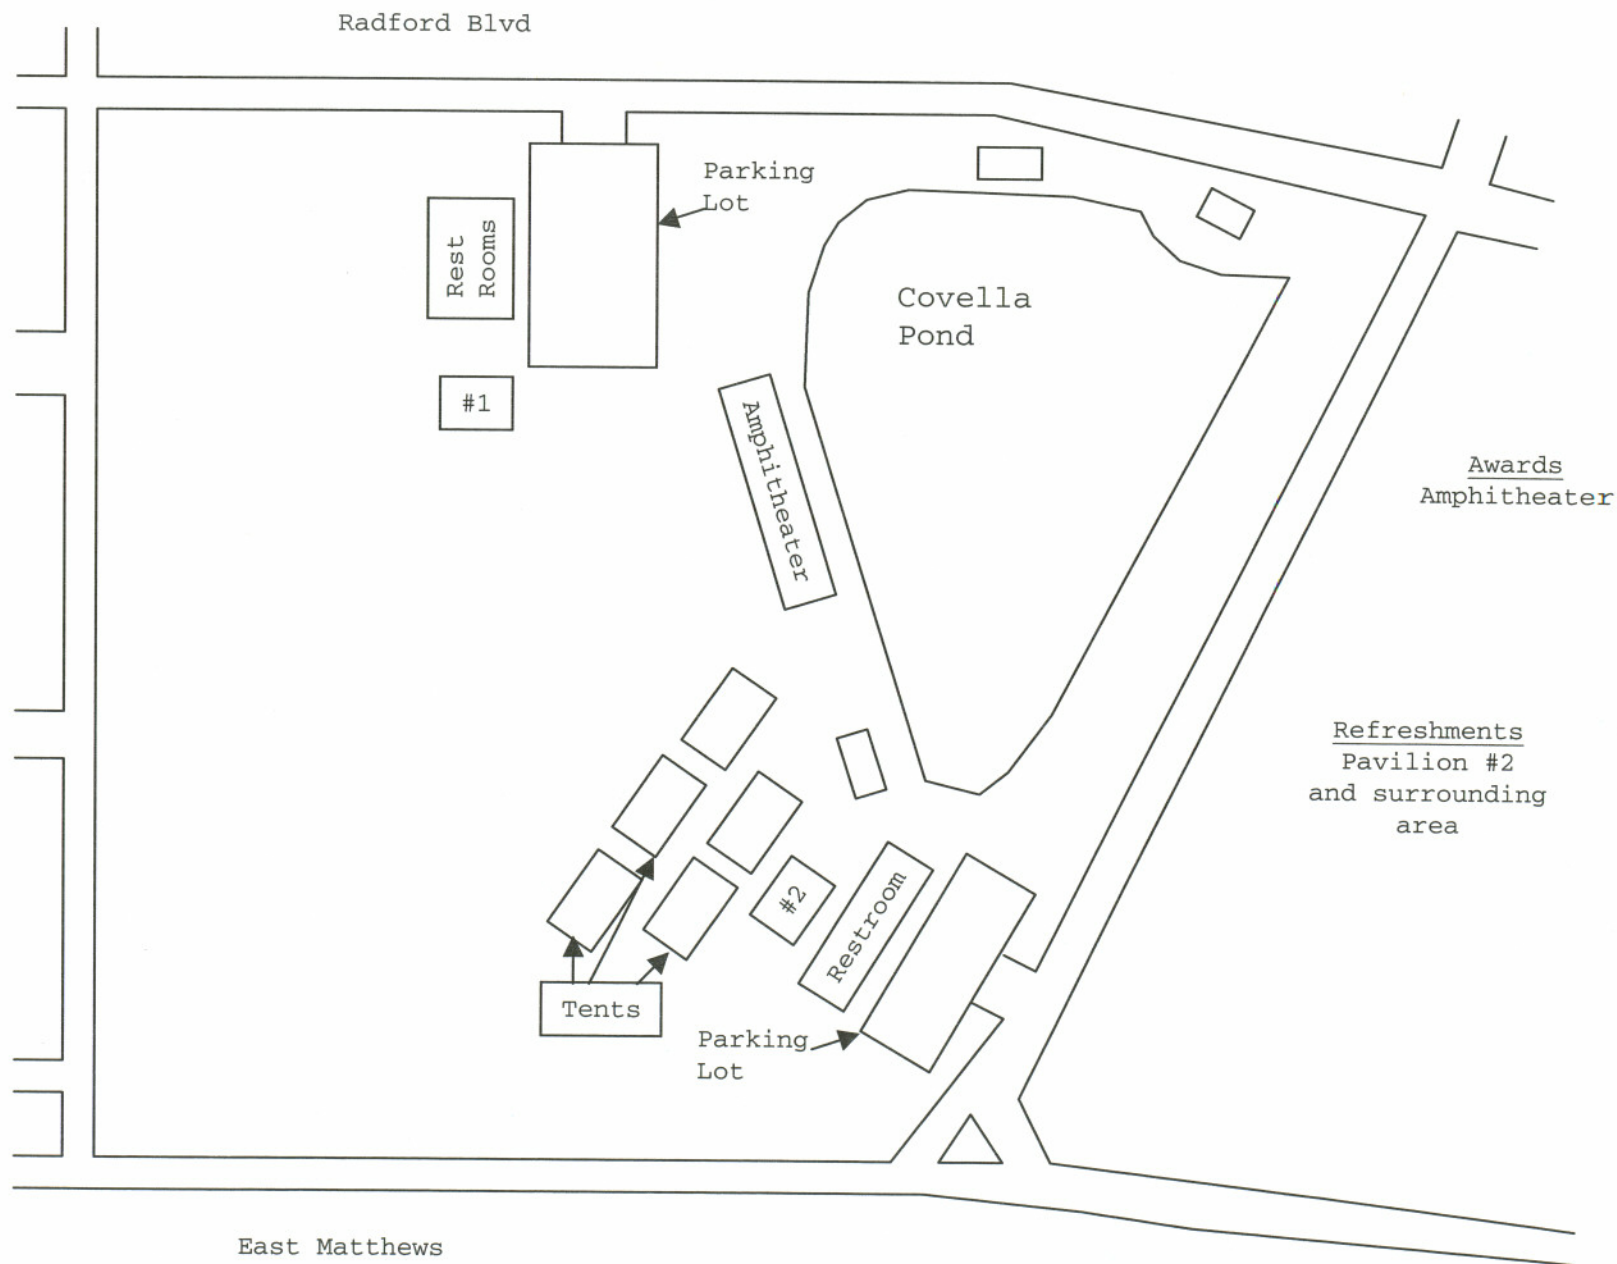 Radford Blvd
Parking
Lot
Rest
Rooms
Covella
Pond
#1
Amphitheater
Awards
Amphitheater
Refreshments
Pavilion #2
and surrounding
area
#2
Restroom
Tents
Parking
Lot
East Matthews